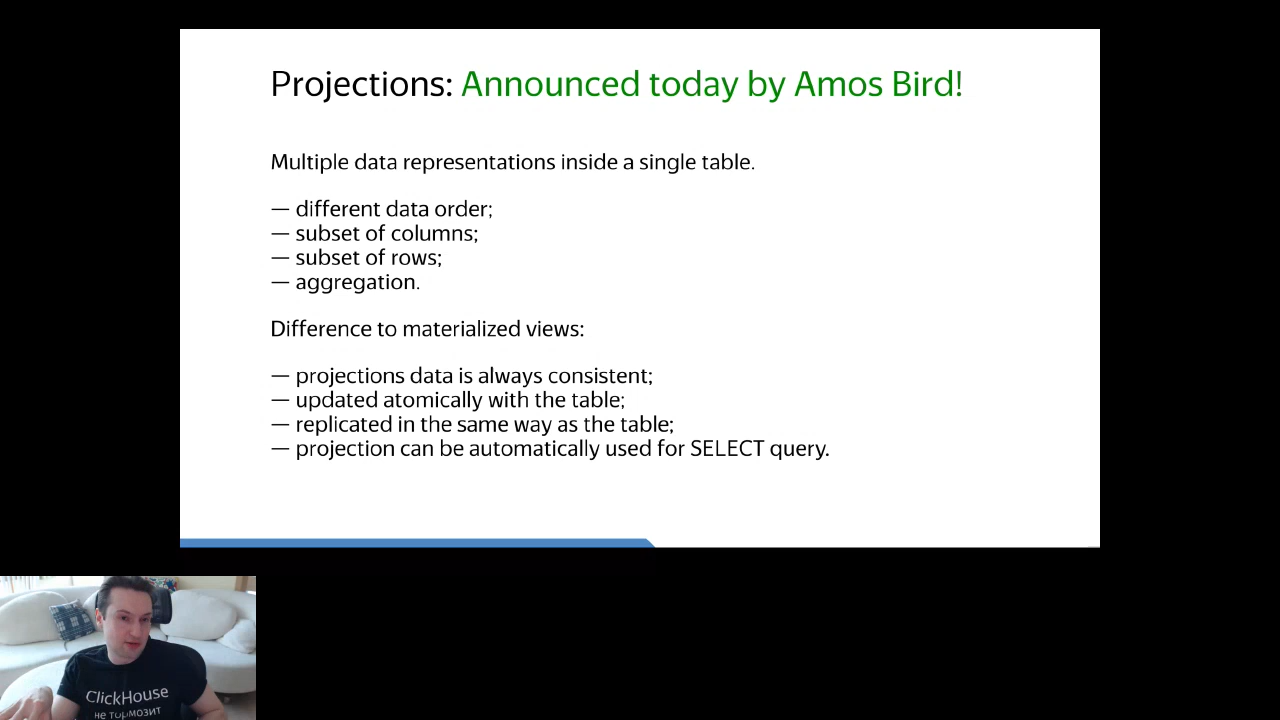 Projections: Announced today by Amos Bird!
Multiple data representations inside a single table.
— different data order;
— subset of columns;
— subset of rows;
— aggregation.
Difference to materialized views:
— projections data is always consistent;
— updated atomically with the table;
— replicated in the same way as the table;
— projection can be automatically used for SELECT query.
ClickHouse
не тормозит